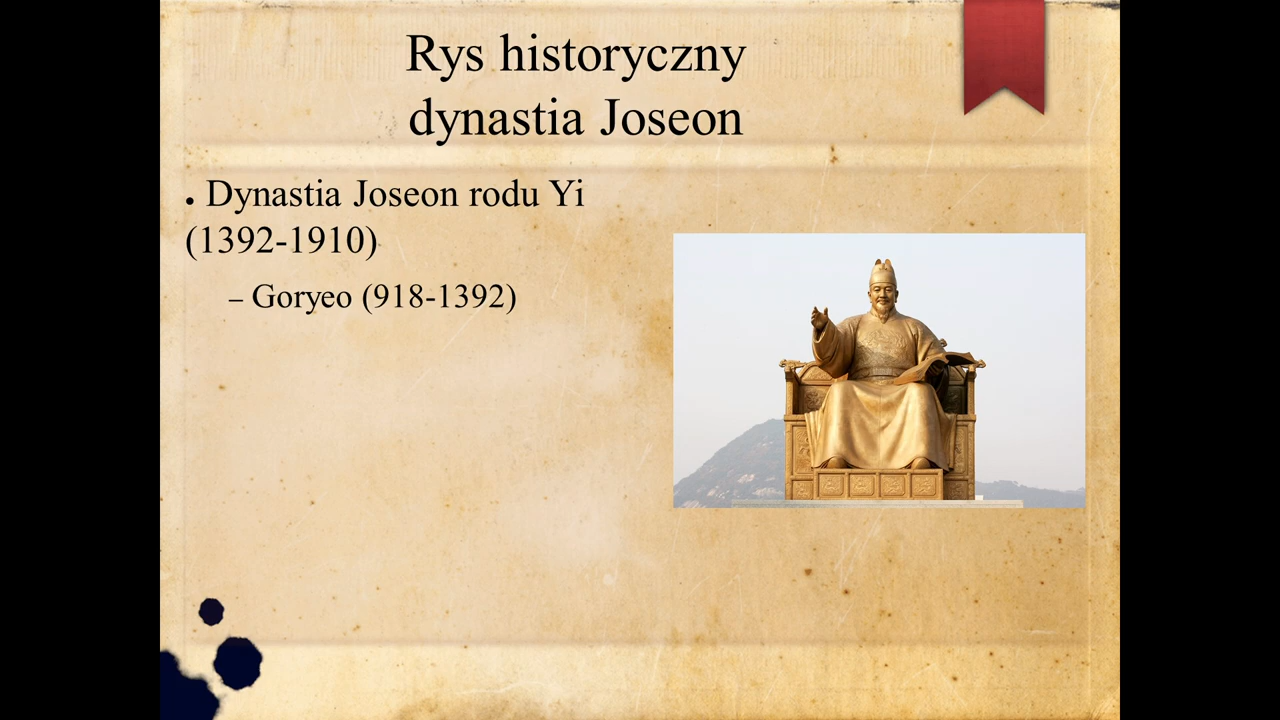 Rys historyczny
dynastia Joseon
● Dynastia Joseon rodu Yi
(1392-1910)
– Goryeo (918-1392)